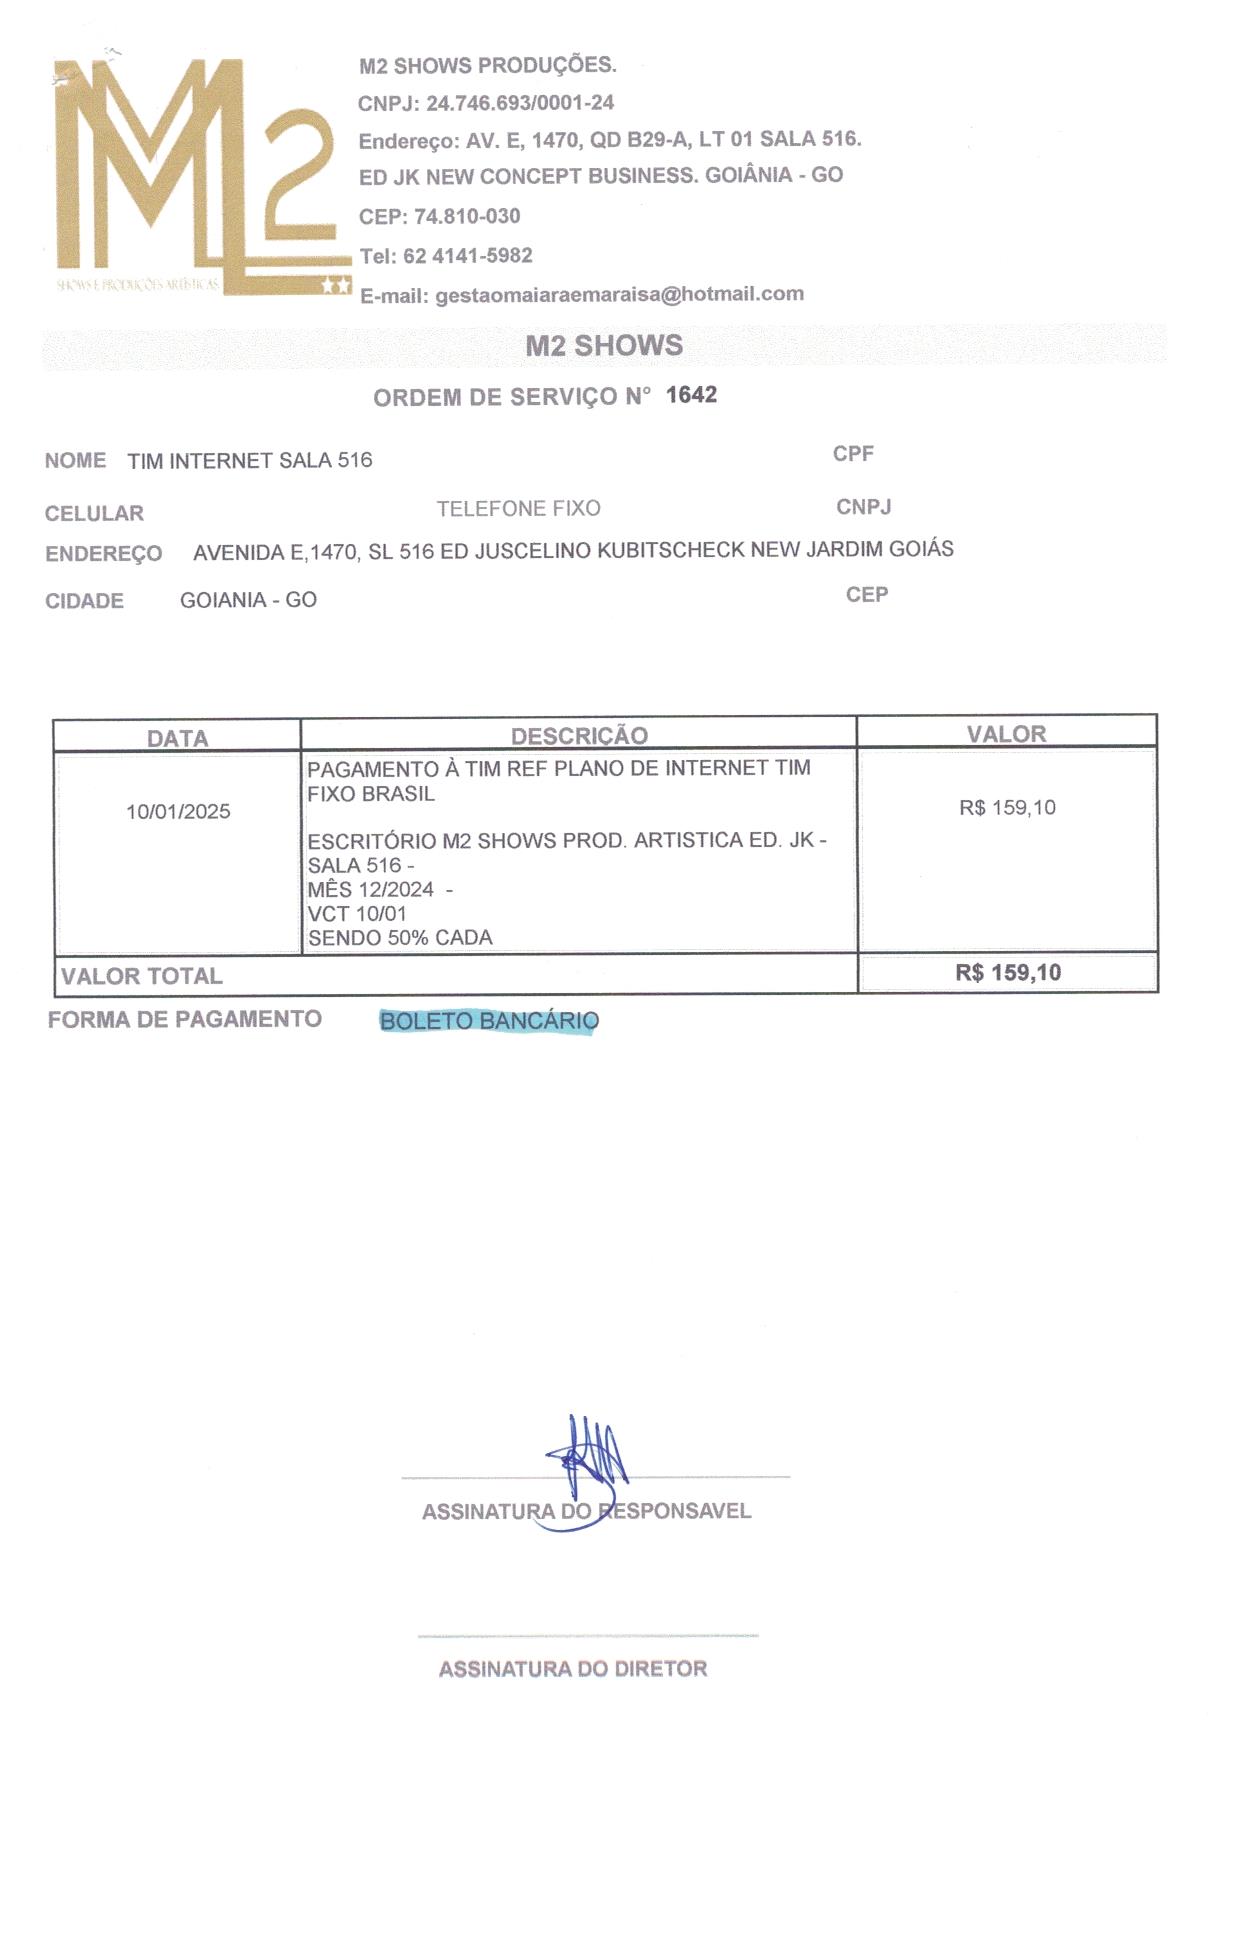 M2 SHOWS PRODUÇÕES.
CNPJ: 24.746.693/0001-24
Endereço: AV. E, 1470, QD B29-A, LT 01 SALA 516.
ED JK NEW CONCEPT BUSINESS. GOIÂNIA - GO
CEP: 74.810-030
Tel: 62 4141-5982
E-mail: gestaomaiaraemaraisa@hotmail.com
M2
SHOWS E PRODUÇÕES ARTÍSTICAS
M2 SHOWS
ORDEM DE SERVIÇO N° 1642
NOME TIM INTERNET SALA 516 CPF
CELULAR TELEFONE FIXO CNPJ
ENDEREÇO AVENIDA E,1470, SL 516 ED JUSCELINO KUBITSCHECK NEW JARDIM GOIÁS
CIDADE GOIANIA - GO CEP
DATA DESCRIÇÃO VALOR
PAGAMENTO À TIM REF PLANO DE INTERNET TIM
FIXO BRASIL
10/01/2025 R$ 159,10
ESCRITÓRIO M2 SHOWS PROD. ARTISTICA ED. JK -
SALA 516 -
MÊS 12/2024 -
VCT 10/01
SENDO 50% CADA
VALOR TOTAL R$ 159,10
FORMA DE PAGAMENTO BOLETO BANCÁRIO
ASSINATURA DO RESPONSAVEL
ASSINATURA DO DIRETOR